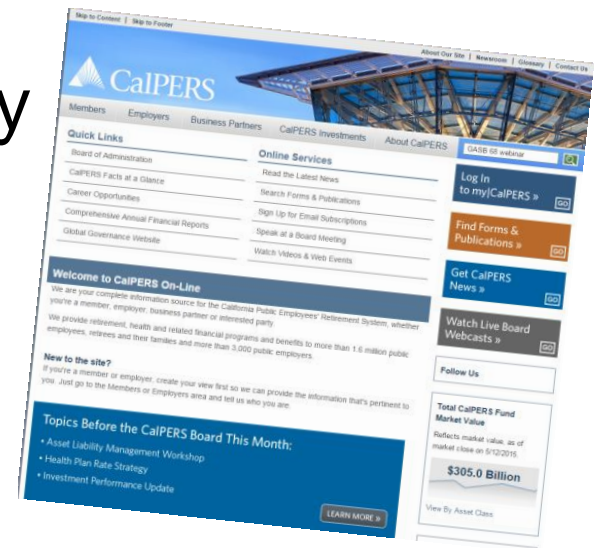 y
Skip to Content | Skip to Footer
About Our Site | Newsroom | Glossary | Contact Us
CalPERS
Members Employers Business Partners CalPERS Investments About CalPERS
GASB 68 webinar
Quick Links
Board of Administration
CalPERS Facts at a Glance
Career Opportunities
Comprehensive Annual Financial Reports
Global Governance Website
Online Services
Read the Latest News
Search Forms & Publications
Sign Up for Email Subscriptions
Speak at a Board Meeting
Watch Videos & Web Events
Log In
to my|CalPERS »
GO
Find Forms &
Publications »
GO
Get CalPERS
News »
GO
Watch Live Board
Webcasts »
GO
Welcome to CalPERS On-Line
We are your complete information source for the California Public Employees' Retirement System, whether
you're a member, employer, business partner or interested party.
We provide retirement, health and related financial programs and benefits to more than 1.6 million public
employees, retirees and their families and more than 3,000 public employers.
New to the site?
If you're a member or employer, create your view first so we can provide the information that's pertinent to
you. Just go to the Members or Employers area and tell us who you are.
Topics Before the CalPERS Board This Month:
• Asset Liability Management Workshop
• Health Plan Rate Strategy
• Investment Performance Update
LEARN MORE »
Follow Us
Total CalPERS Fund
Market Value
Reflects market value, as of
market close on 5/12/2015.
$305.0 Billion
View By Asset Class